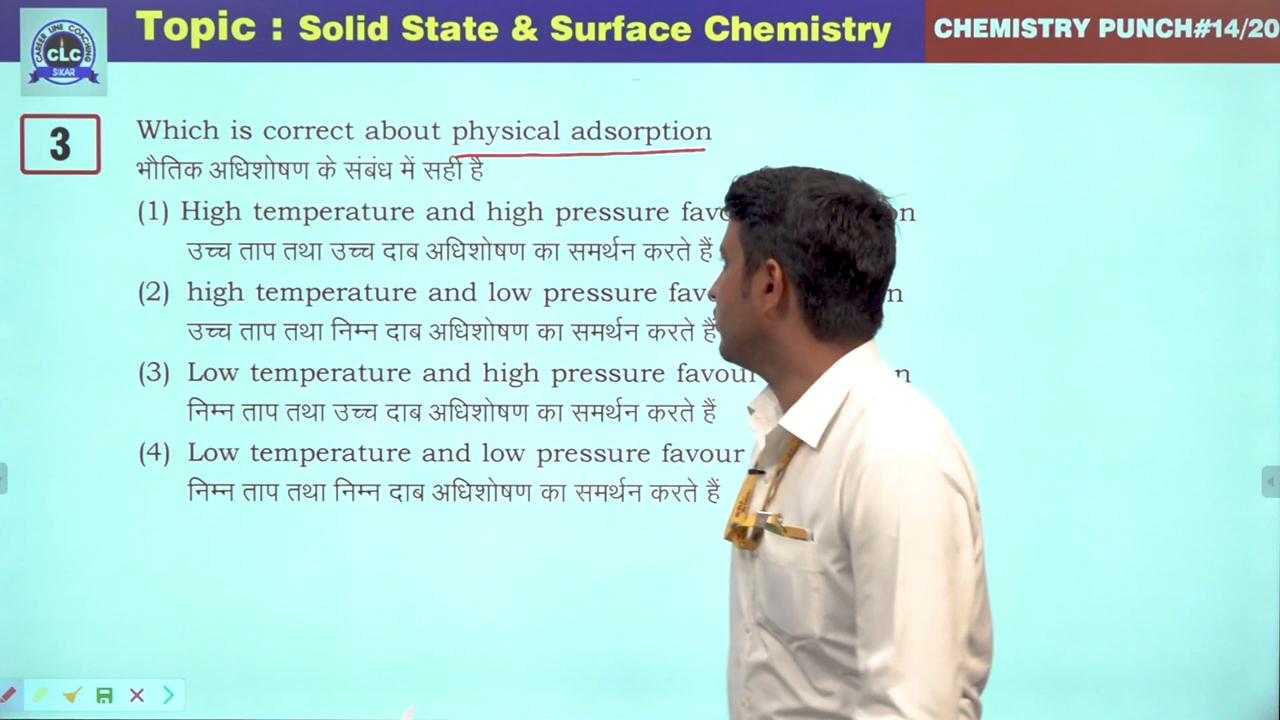 Topic : Solid State & Surface Chemistry
CHEMISTRY PUNCH#14/20
CAREER LINE COACHING
CLC
SIKAR
3
Which is correct about physical adsorption
भौतिक अधिशोषण के संबंध में सही है
(1) High temperature and high pressure
उच्च ताप तथा उच्च दाब अधिशोषण का समर्थन करते हैं
(2) high temperature and low pressure
उच्च ताप तथा निम्न दाब अधिशोषण का समर्थन करते हैं
(3) Low temperature and high pressure favour
निम्न ताप तथा उच्च दाब अधिशोषण का समर्थन करते हैं
(4) Low temperature and low pressure favour
निम्न ताप तथा निम्न दाब अधिशोषण का समर्थन करते हैं